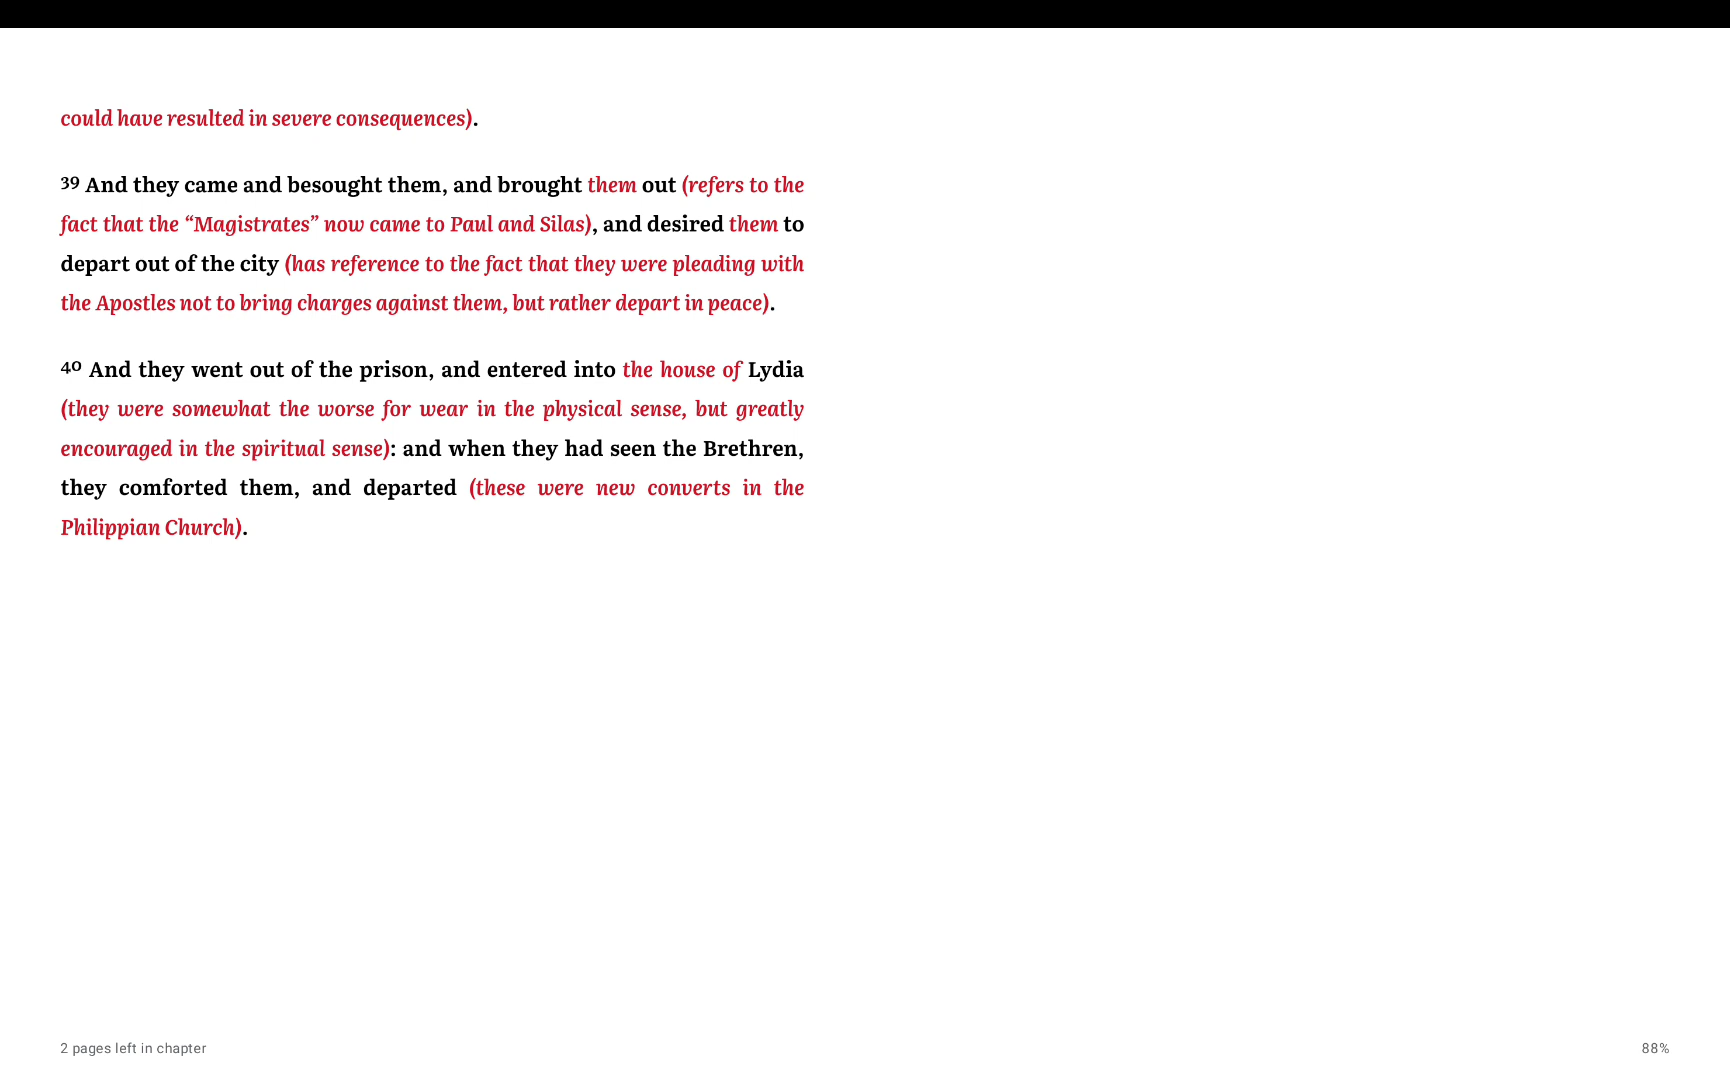 could have resulted in severe consequences).
39 And they came and besought them, and brought them out (refers to the
fact that the “Magistrates” now came to Paul and Silas), and desired them to
depart out of the city (has reference to the fact that they were pleading with
the Apostles not to bring charges against them, but rather depart in peace).
40 And they went out of the prison, and entered into the house of Lydia
(they were somewhat the worse for wear in the physical sense, but greatly
encouraged in the spiritual sense): and when they had seen the Brethren,
they comforted them, and departed (these were new converts in the
Philippian Church).
2 pages left in chapter
88%